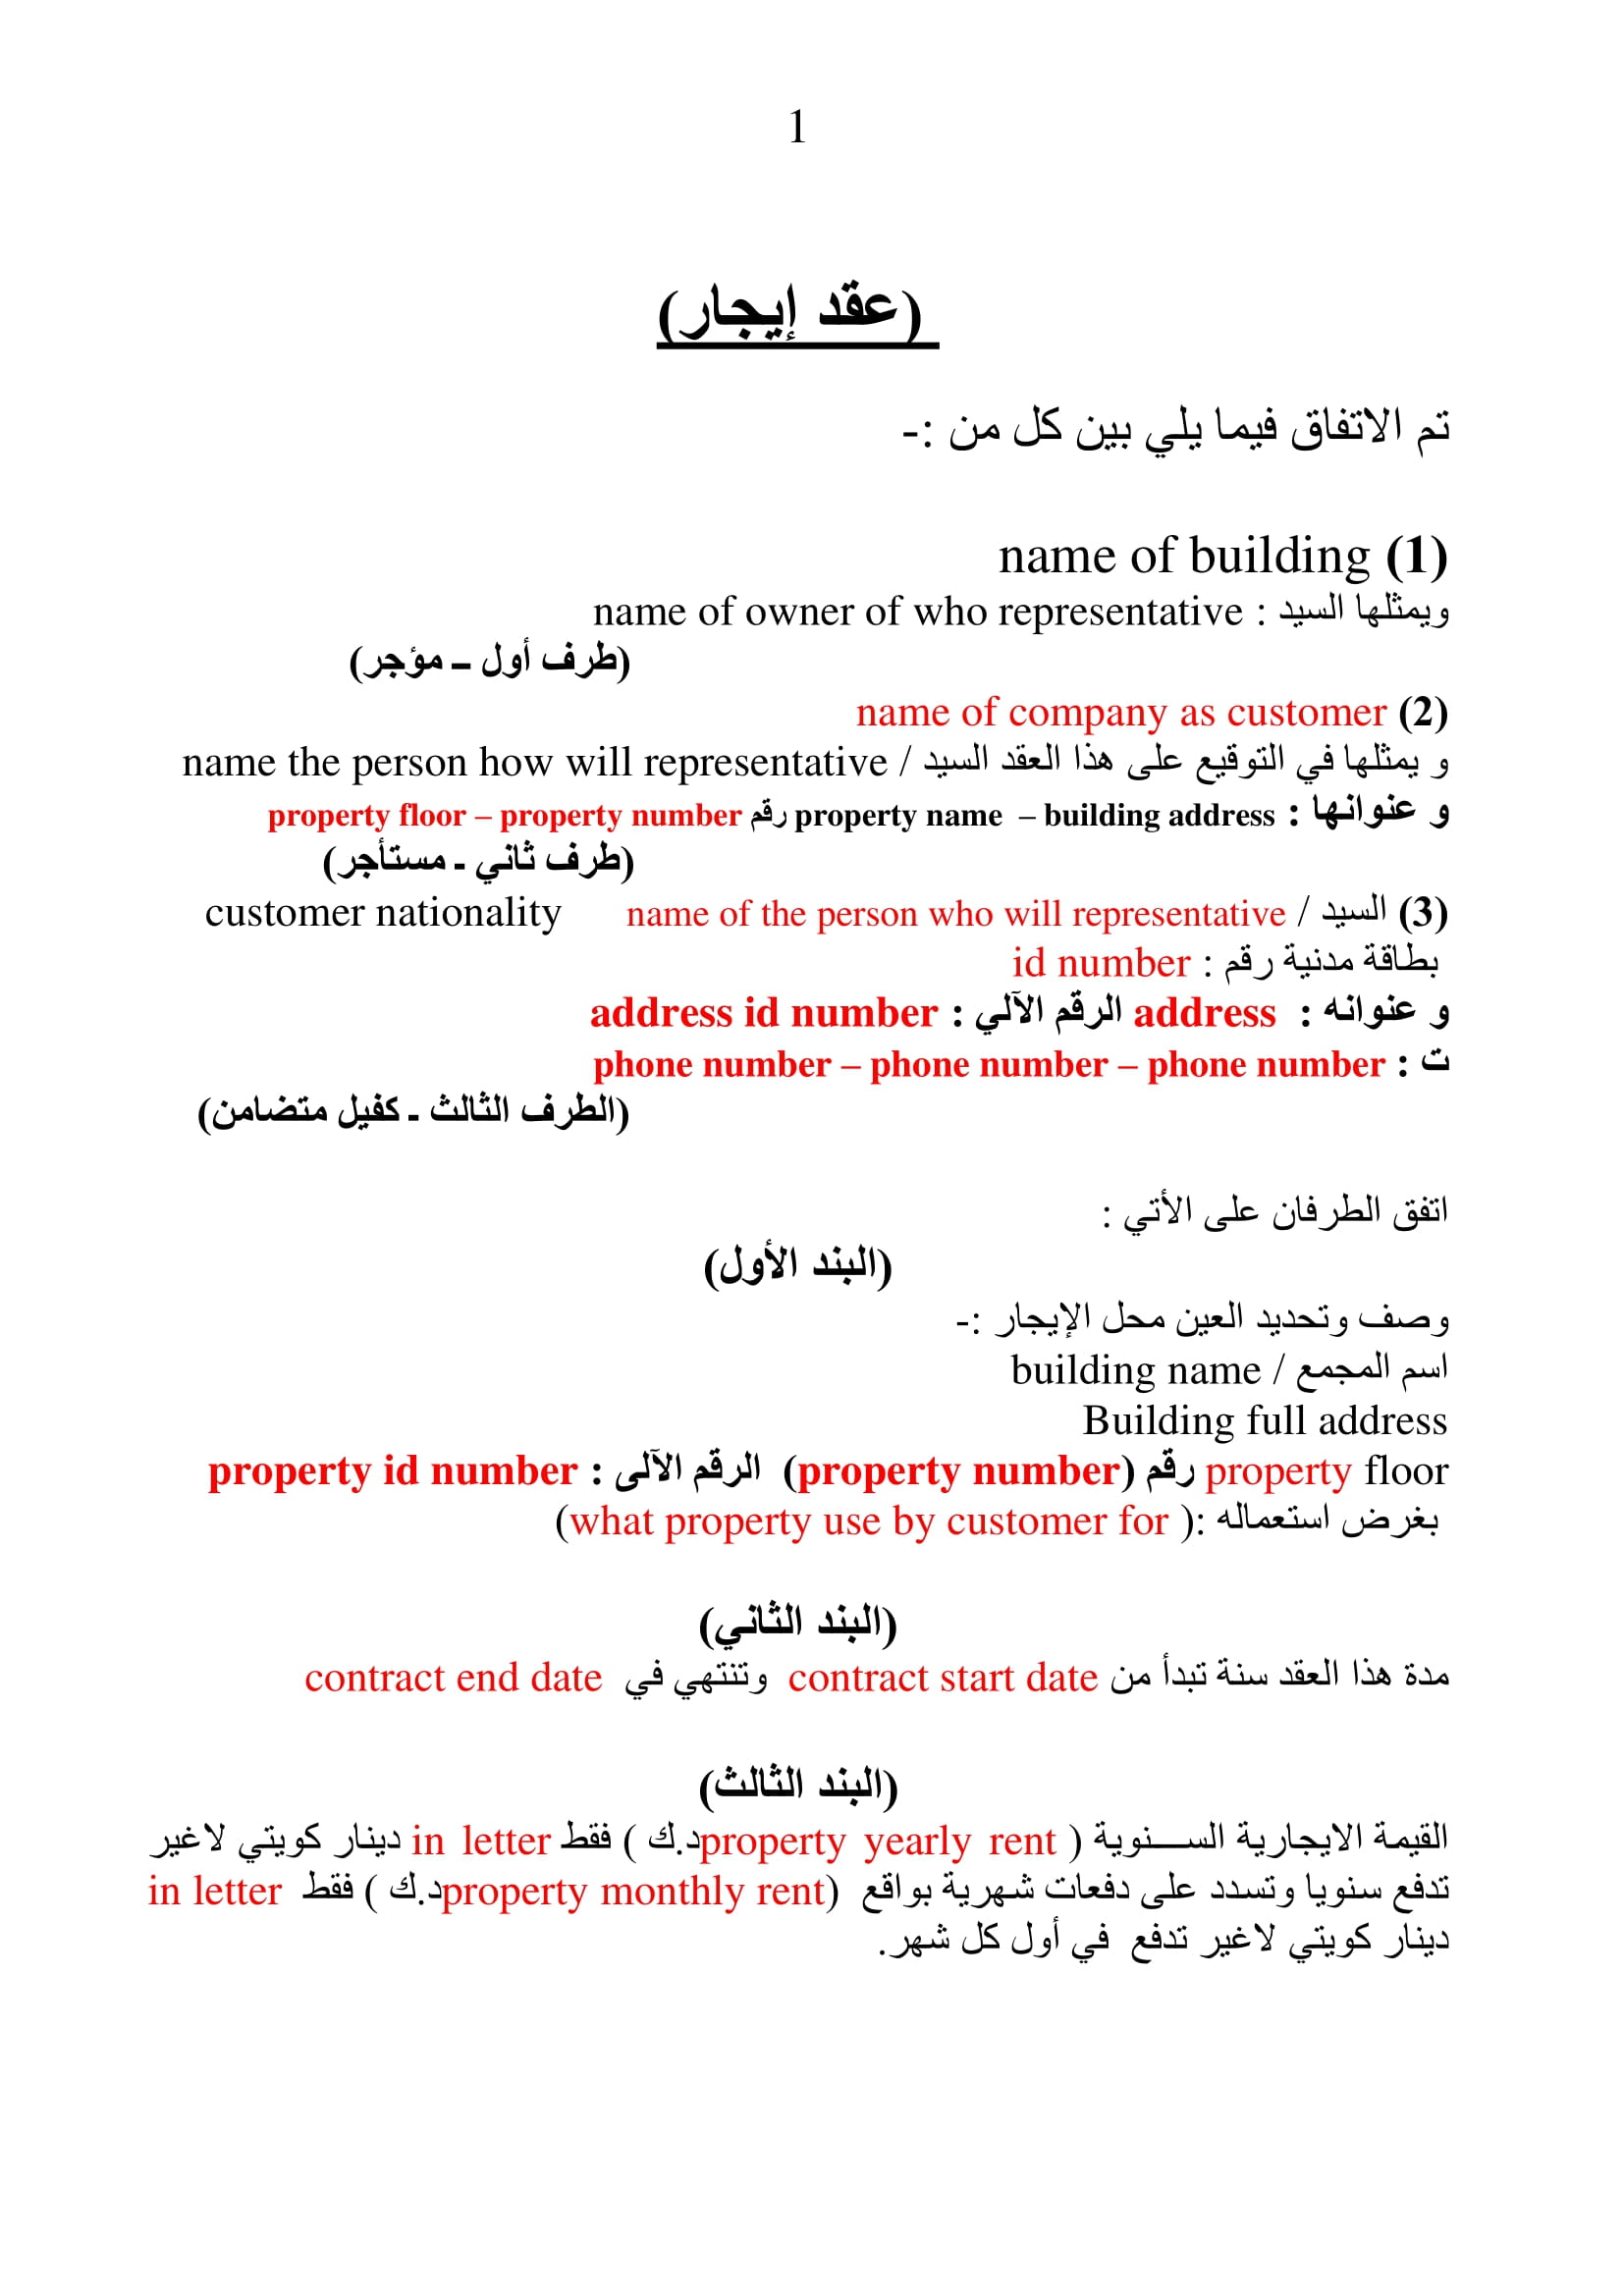 1
(عقد إيجار)
تم الاتفاق فيما يلي بين كل من :-
(1) name of building
ويمثلها السيد : name of owner of who representative
(طرف أول – مؤجر)
(2) name of company as customer
و يمثلها في التوقيع على هذا العقد السيد / name the person how will representative
و عنوانها : property name – building address رقم property floor – property number
(طرف ثاني - مستأجر)
(3) السيد / name of the person who will representative customer nationality
بطاقة مدنية رقم : id number
و عنوانه : address الرقم الآلي : address id number
ت : phone number – phone number – phone number
(الطرف الثالث - كفيل متضامن)
اتفق الطرفان على الأتي :
(البند الأول)
وصف وتحديد العين محل الإيجار :-
اسم المجمع / building name
Building full address
property floor رقم (property number) الرقم الآلى : property id number
بغرض استعماله :( what property use by customer for)
(البند الثاني)
مدة هذا العقد سنة تبدأ من contract start date وتنتهي في contract end date
(البند الثالث)
القيمة الايجارية الســـنوية ( property yearly rent د.ك ) فقط in letter دينار كويتي لاغير
تدفع سنويا وتسدد على دفعات شهرية بواقع (property monthly rent د.ك ) فقط in letter
دينار كويتي لاغير تدفع في أول كل شهر.